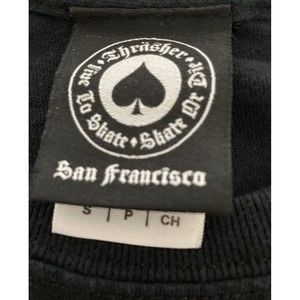 Thrasher
Live To Skate • Skate Or Die
San Francisco
S | P | CH